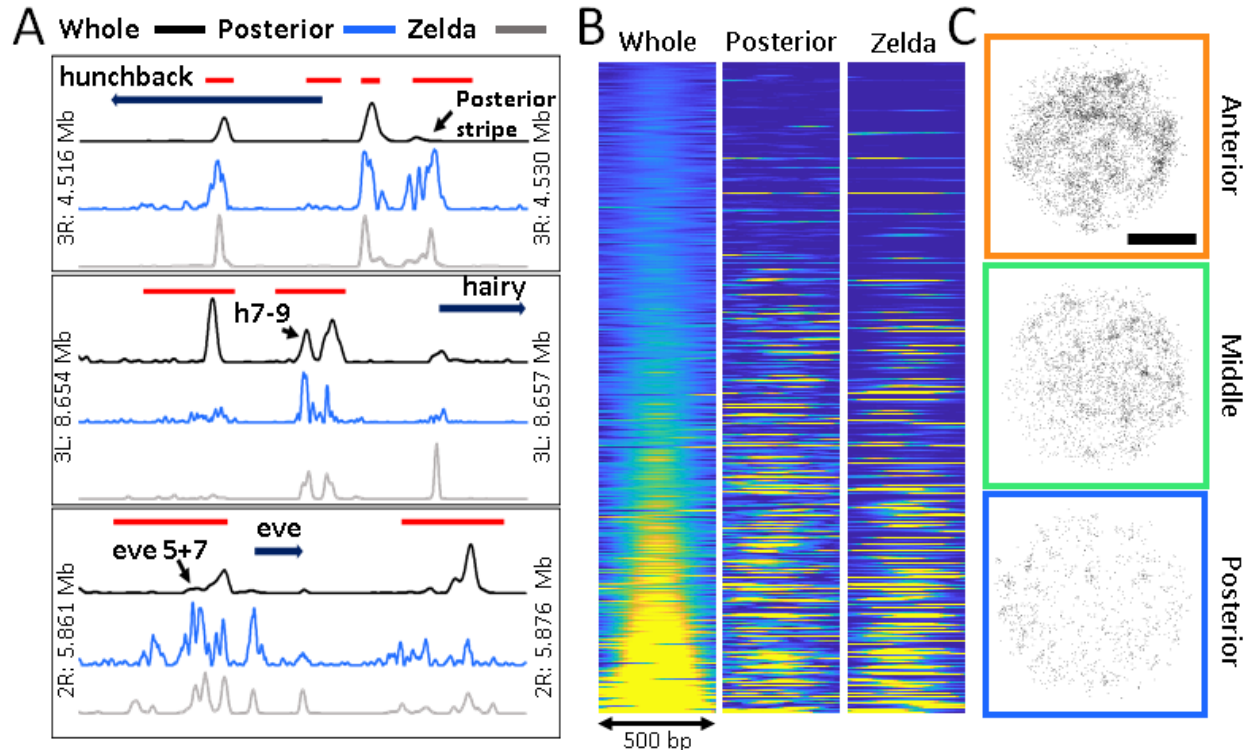 A
Whole Posterior Zelda
hunchback
Posterior
stripe
3R: 4.516 Mb
3R: 4.530 Mb
hairy
h7-9
3L: 8.654 Mb
3L: 8.657 Mb
eve
eve 5+7
2R: 5.861 Mb
2R: 5.876 Mb
B
Whole Posterior Zelda
500 bp
C
Anterior
Middle
Posterior